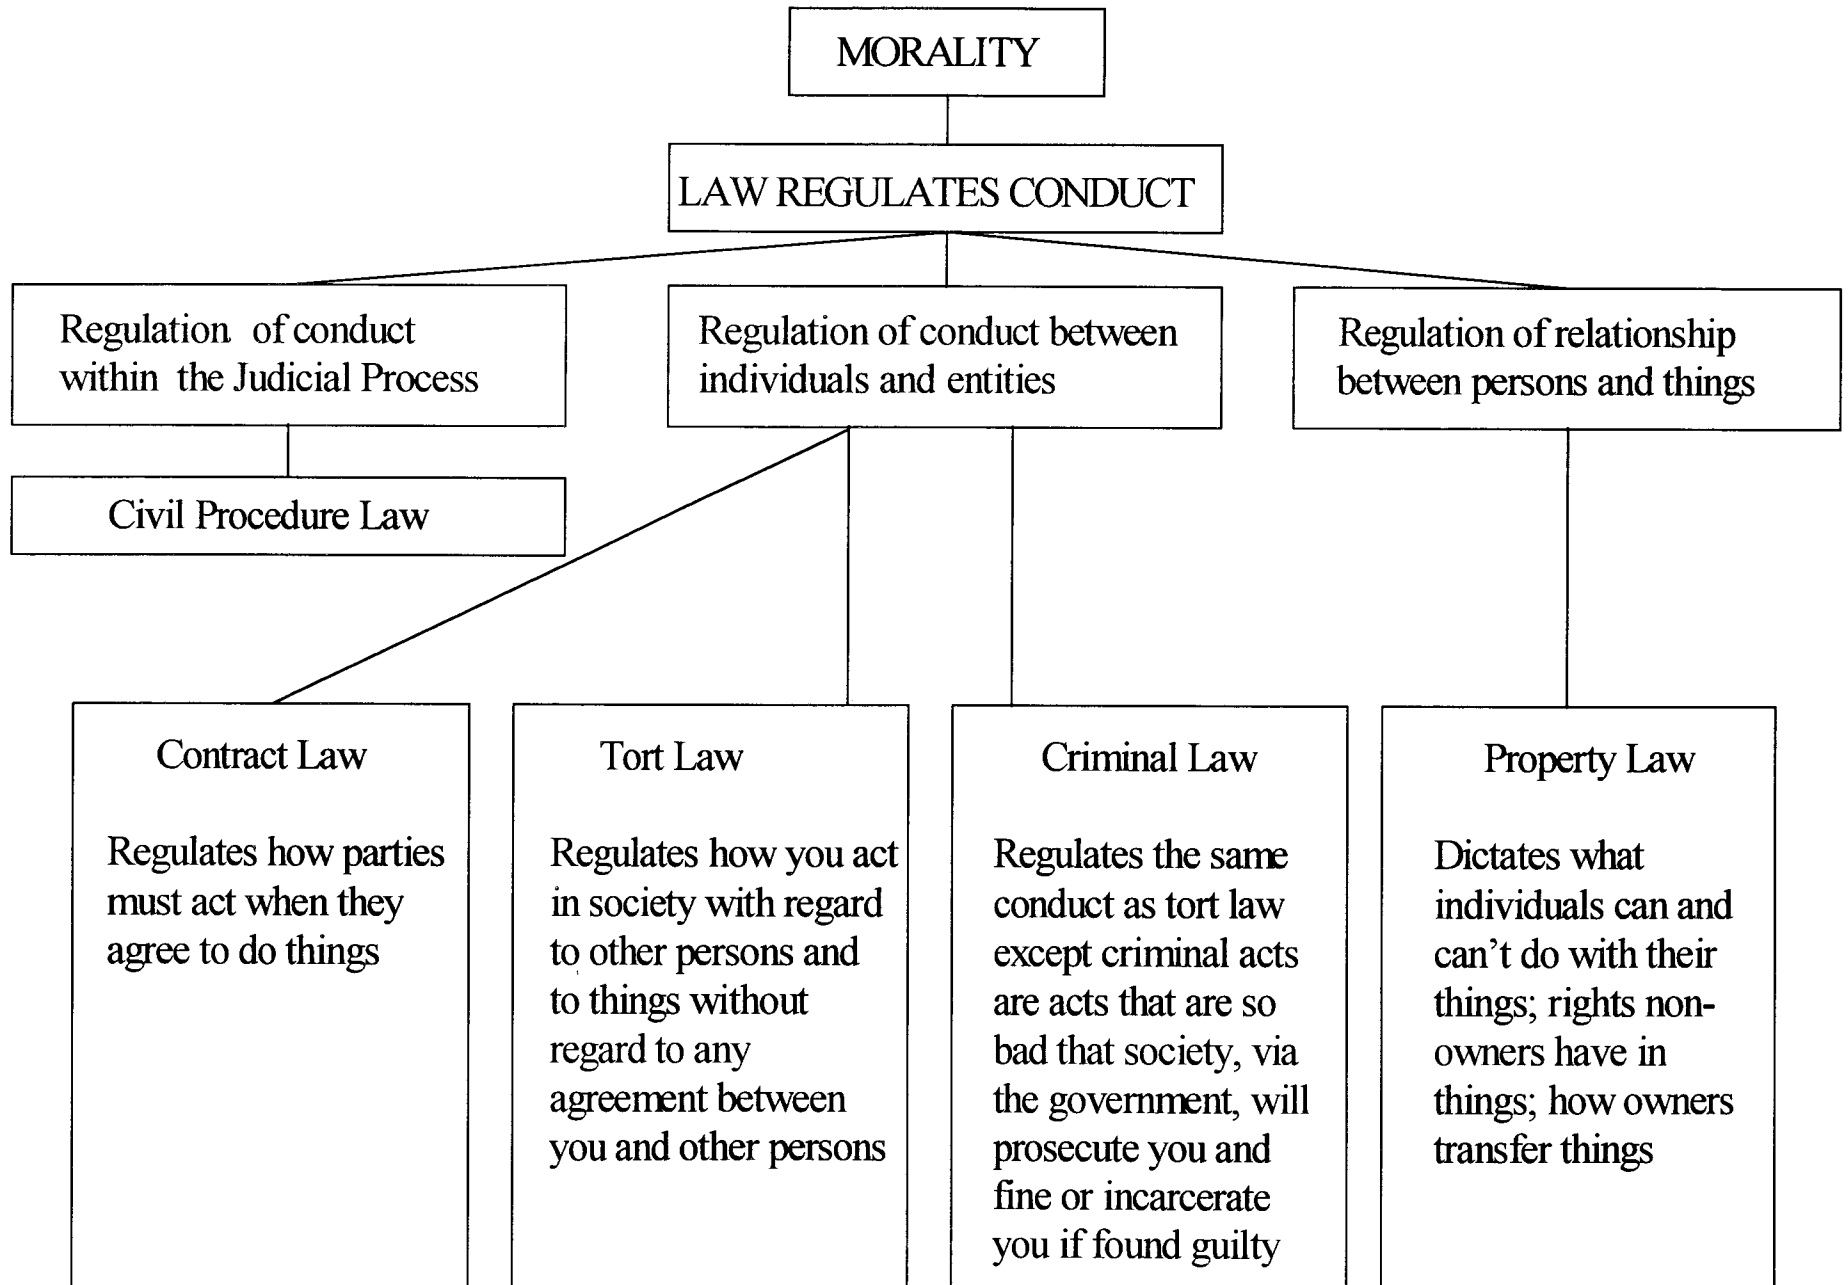 MORALITY
LAW REGULATES CONDUCT
Regulation of conduct
within the Judicial Process
Regulation of conduct between
individuals and entities
Regulation of relationship
between persons and things
Civil Procedure Law
Contract Law
Regulates how parties
must act when they
agree to do things
Tort Law
Regulates how you act
in society with regard
to other persons and
to things without
regard to any
agreement between
you and other persons
Criminal Law
Regulates the same
conduct as tort law
except criminal acts
are acts that are so
bad that society, via
the government, will
prosecute you and
fine or incarcerate
you if found guilty
Property Law
Dictates what
individuals can and
can't do with their
things; rights non-
owners have in
things; how owners
transfer things